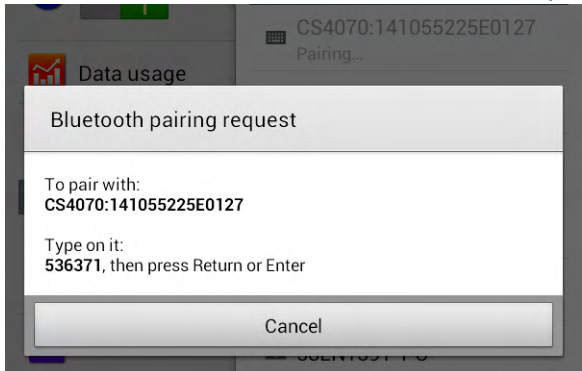 CS4070:141055225E0127
Pairing...
Data usage
Bluetooth pairing request
To pair with:
CS4070:141055225E0127
Type on it:
536371, then press Return or Enter
Cancel